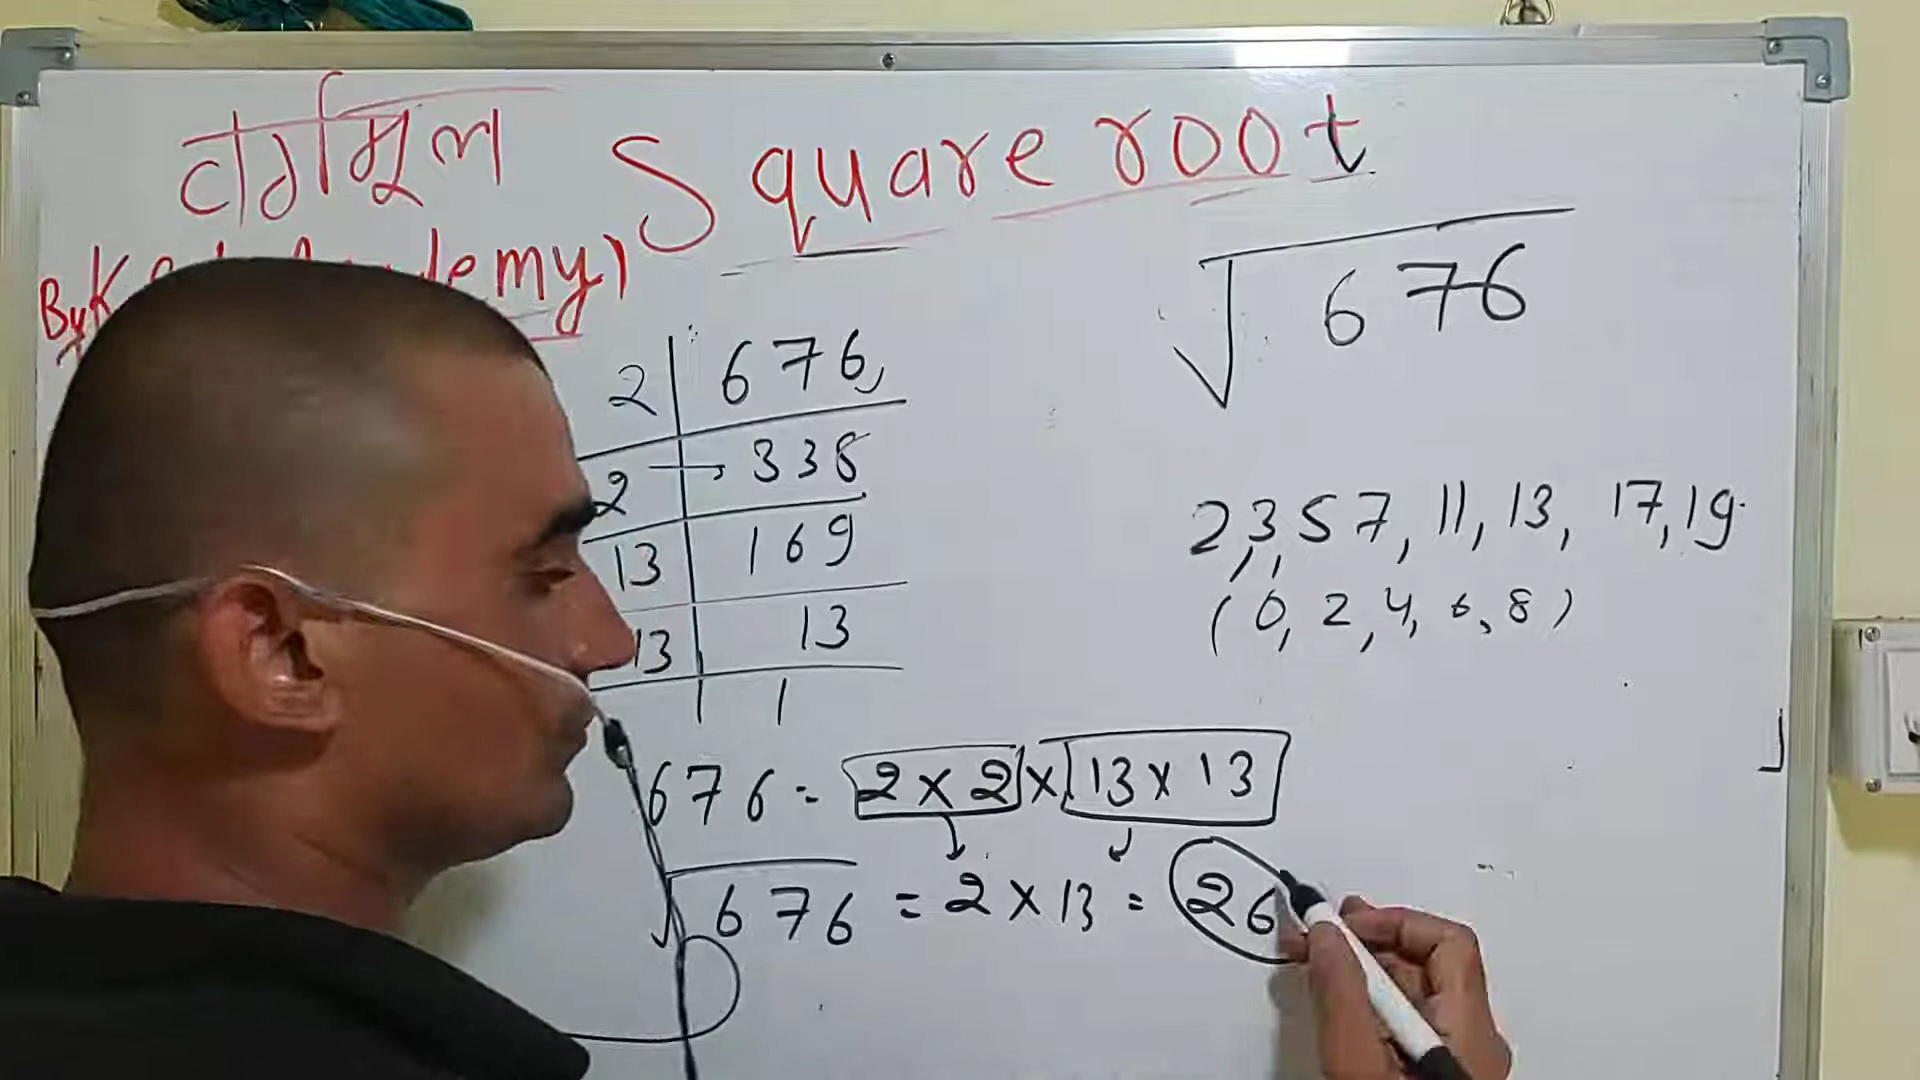 वर्गमूल Square root
By
√676
2 | 676
2 | 338
13 | 169
13 | 13
1
2,3,5 7, 11, 13, 17, 19
(0, 2, 4, 6, 8)
676 = 2 × 2 × 13 × 13
√676 = 2 × 13 = 26